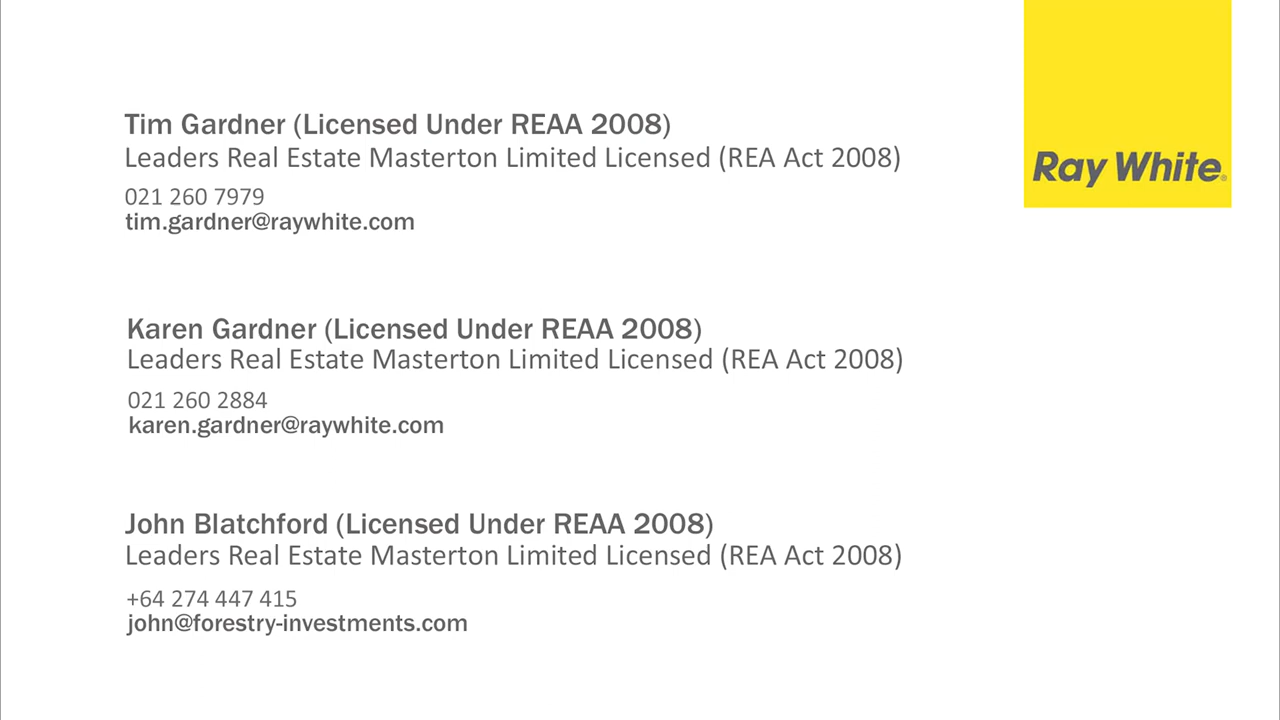 Tim Gardner (Licensed Under REAA 2008)
Leaders Real Estate Masterton Limited Licensed (REA Act 2008)
021 260 7979
tim.gardner@raywhite.com
Ray White®
Karen Gardner (Licensed Under REAA 2008)
Leaders Real Estate Masterton Limited Licensed (REA Act 2008)
021 260 2884
karen.gardner@raywhite.com
John Blatchford (Licensed Under REAA 2008)
Leaders Real Estate Masterton Limited Licensed (REA Act 2008)
+64 274 447 415
john@forestry-investments.com